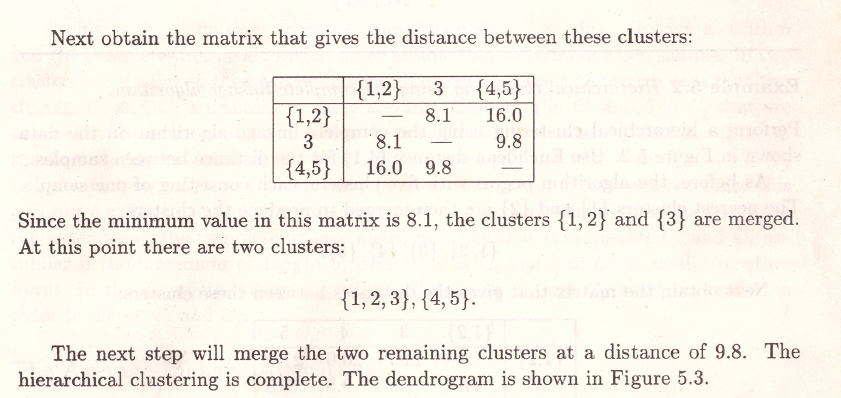 Next obtain the matrix that gives the distance between these clusters:
{1,2} 3 {4,5}
{1,2} — 8.1 16.0
3 8.1 — 9.8
{4,5} 16.0 9.8 —
Since the minimum value in this matrix is 8.1, the clusters {1, 2} and {3} are merged.
At this point there are two clusters:
{1, 2, 3}, {4, 5}.
The next step will merge the two remaining clusters at a distance of 9.8. The
hierarchical clustering is complete. The dendrogram is shown in Figure 5.3.